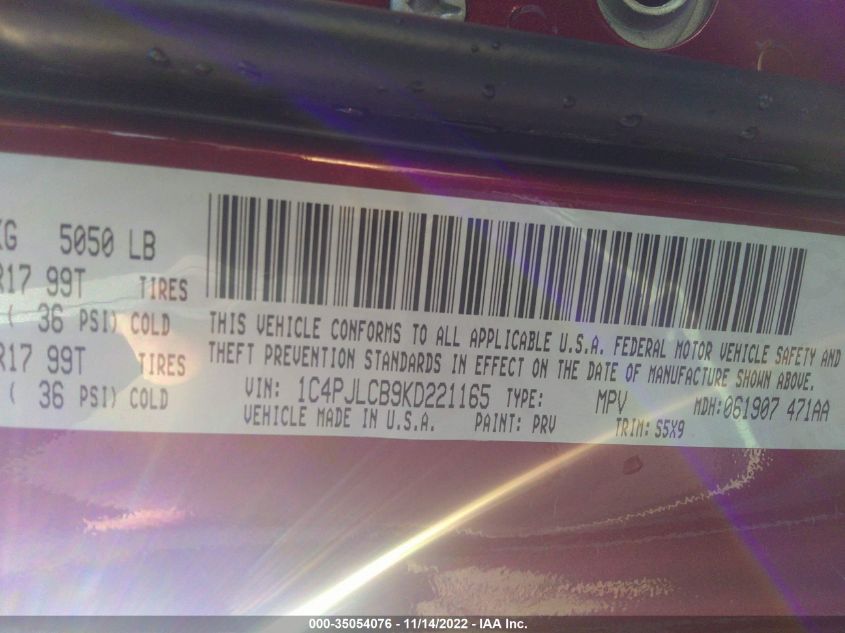 KG 5050 LB
R17 99T TIRES
( 36 PSI) COLD
R17 99T TIRES
( 36 PSI) COLD
THIS VEHICLE CONFORMS TO ALL APPLICABLE U.S.A. FEDERAL MOTOR VEHICLE SAFETY AND
THEFT PREVENTION STANDARDS IN EFFECT ON THE DATE OF MANUFACTURE SHOWN ABOVE.
VIN: 1C4PJLCB9KD221165 TYPE: MPV MDH:061907 471AA
VEHICLE MADE IN U.S.A. PAINT: PRV TRIM: S5X9
000-35054076 - 11/14/2022 - IAA Inc.